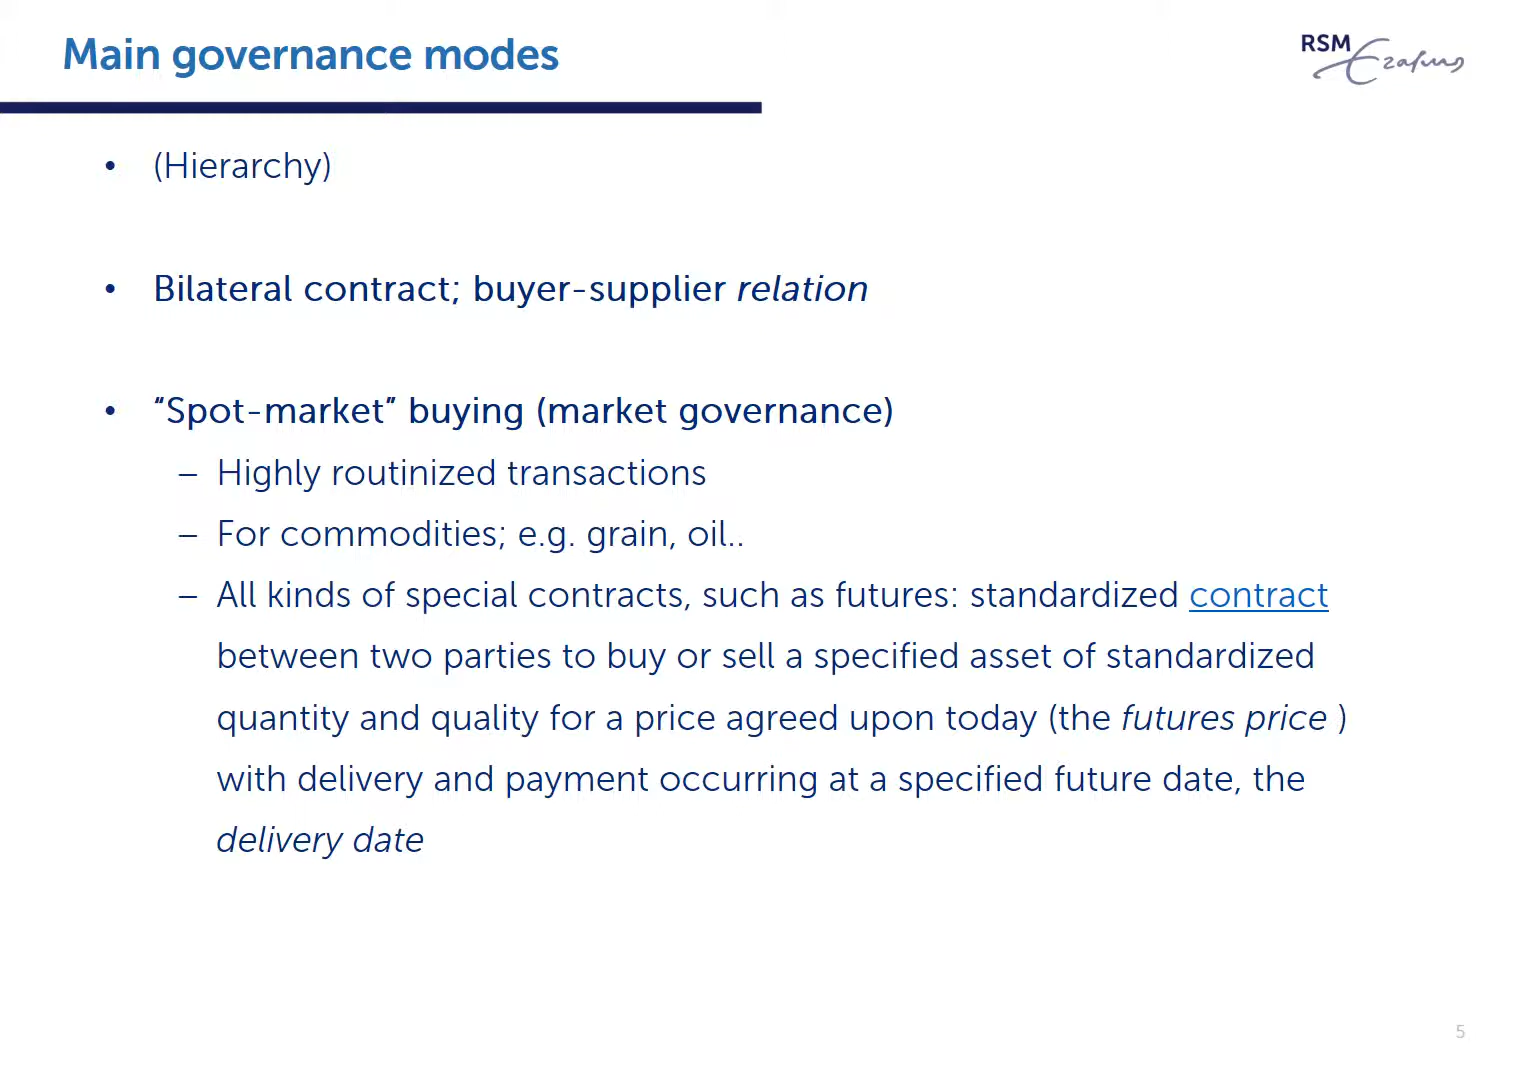 Main governance modes
RSM
Erasmus
• (Hierarchy)
• Bilateral contract; buyer-supplier relation
• “Spot-market” buying (market governance)
– Highly routinized transactions
– For commodities; e.g. grain, oil..
– All kinds of special contracts, such as futures: standardized contract
between two parties to buy or sell a specified asset of standardized
quantity and quality for a price agreed upon today (the futures price )
with delivery and payment occurring at a specified future date, the
delivery date
5